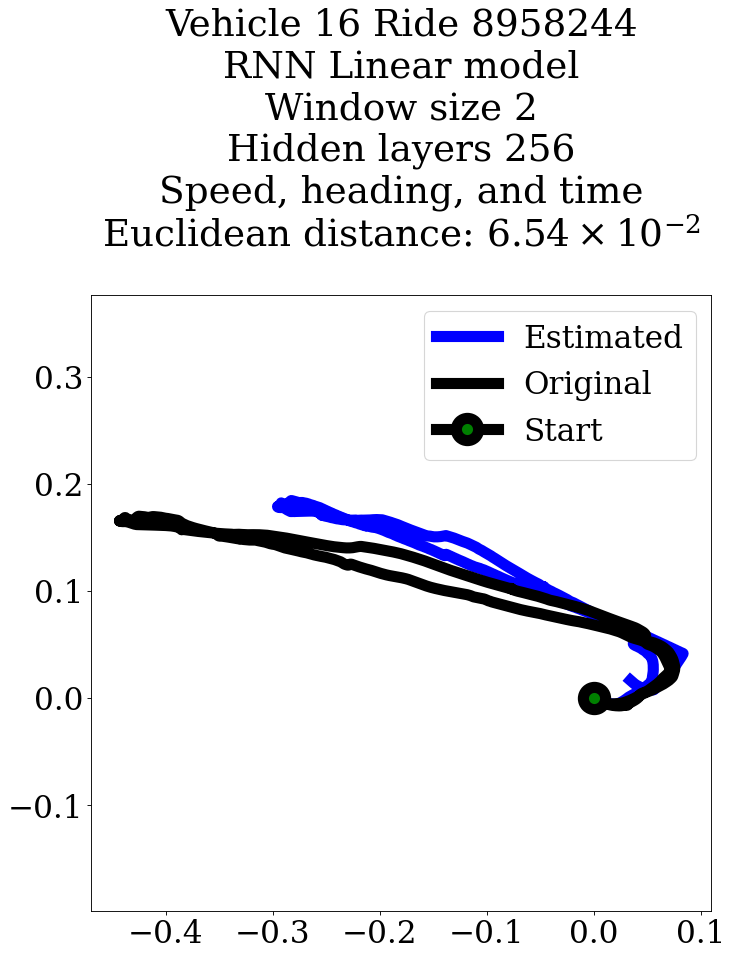 Vehicle 16 Ride 8958244
RNN Linear model
Window size 2
Hidden layers 256
Speed, heading, and time
Euclidean distance: 6.54 × 10⁻²
Estimated
Original
Start
0.3
0.2
0.1
0.0
−0.1
−0.4
−0.3
−0.2
−0.1
0.0
0.1